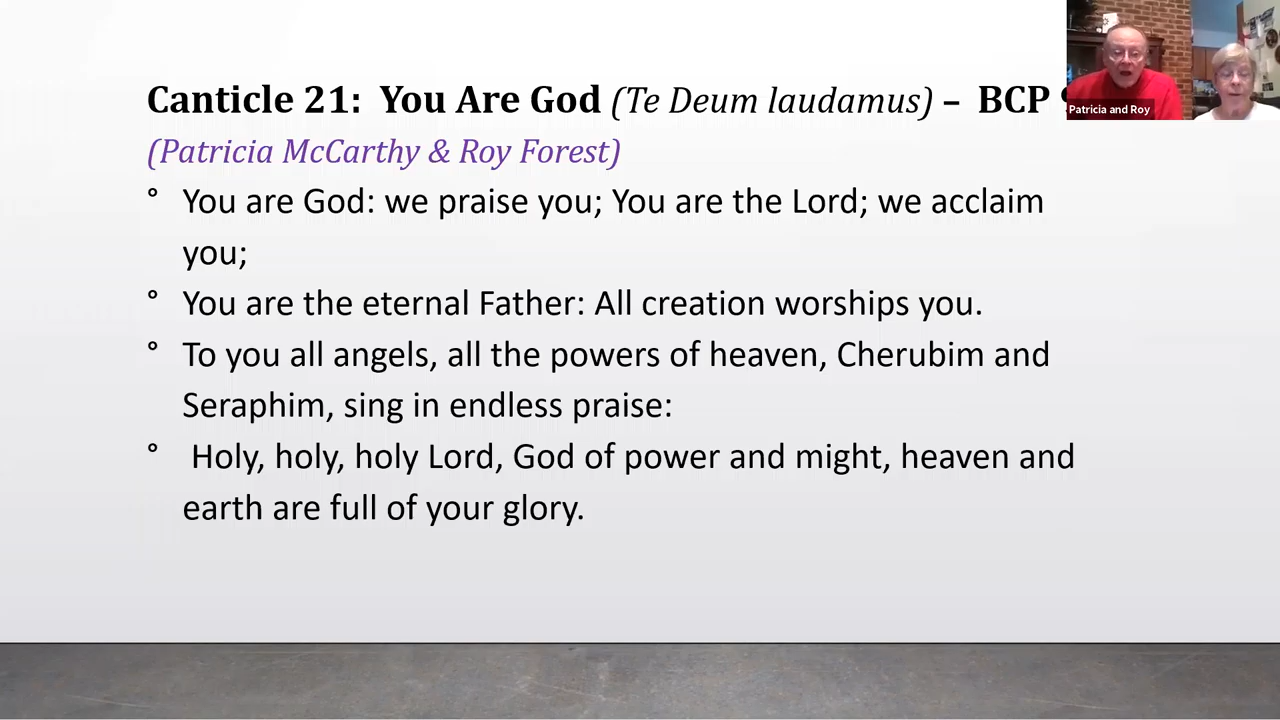 Canticle 21: You Are God (Te Deum laudamus) – BCP
Patricia and Roy
(Patricia McCarthy & Roy Forest)
° You are God: we praise you; You are the Lord; we acclaim
you;
° You are the eternal Father: All creation worships you.
° To you all angels, all the powers of heaven, Cherubim and
Seraphim, sing in endless praise:
° Holy, holy, holy Lord, God of power and might, heaven and
earth are full of your glory.